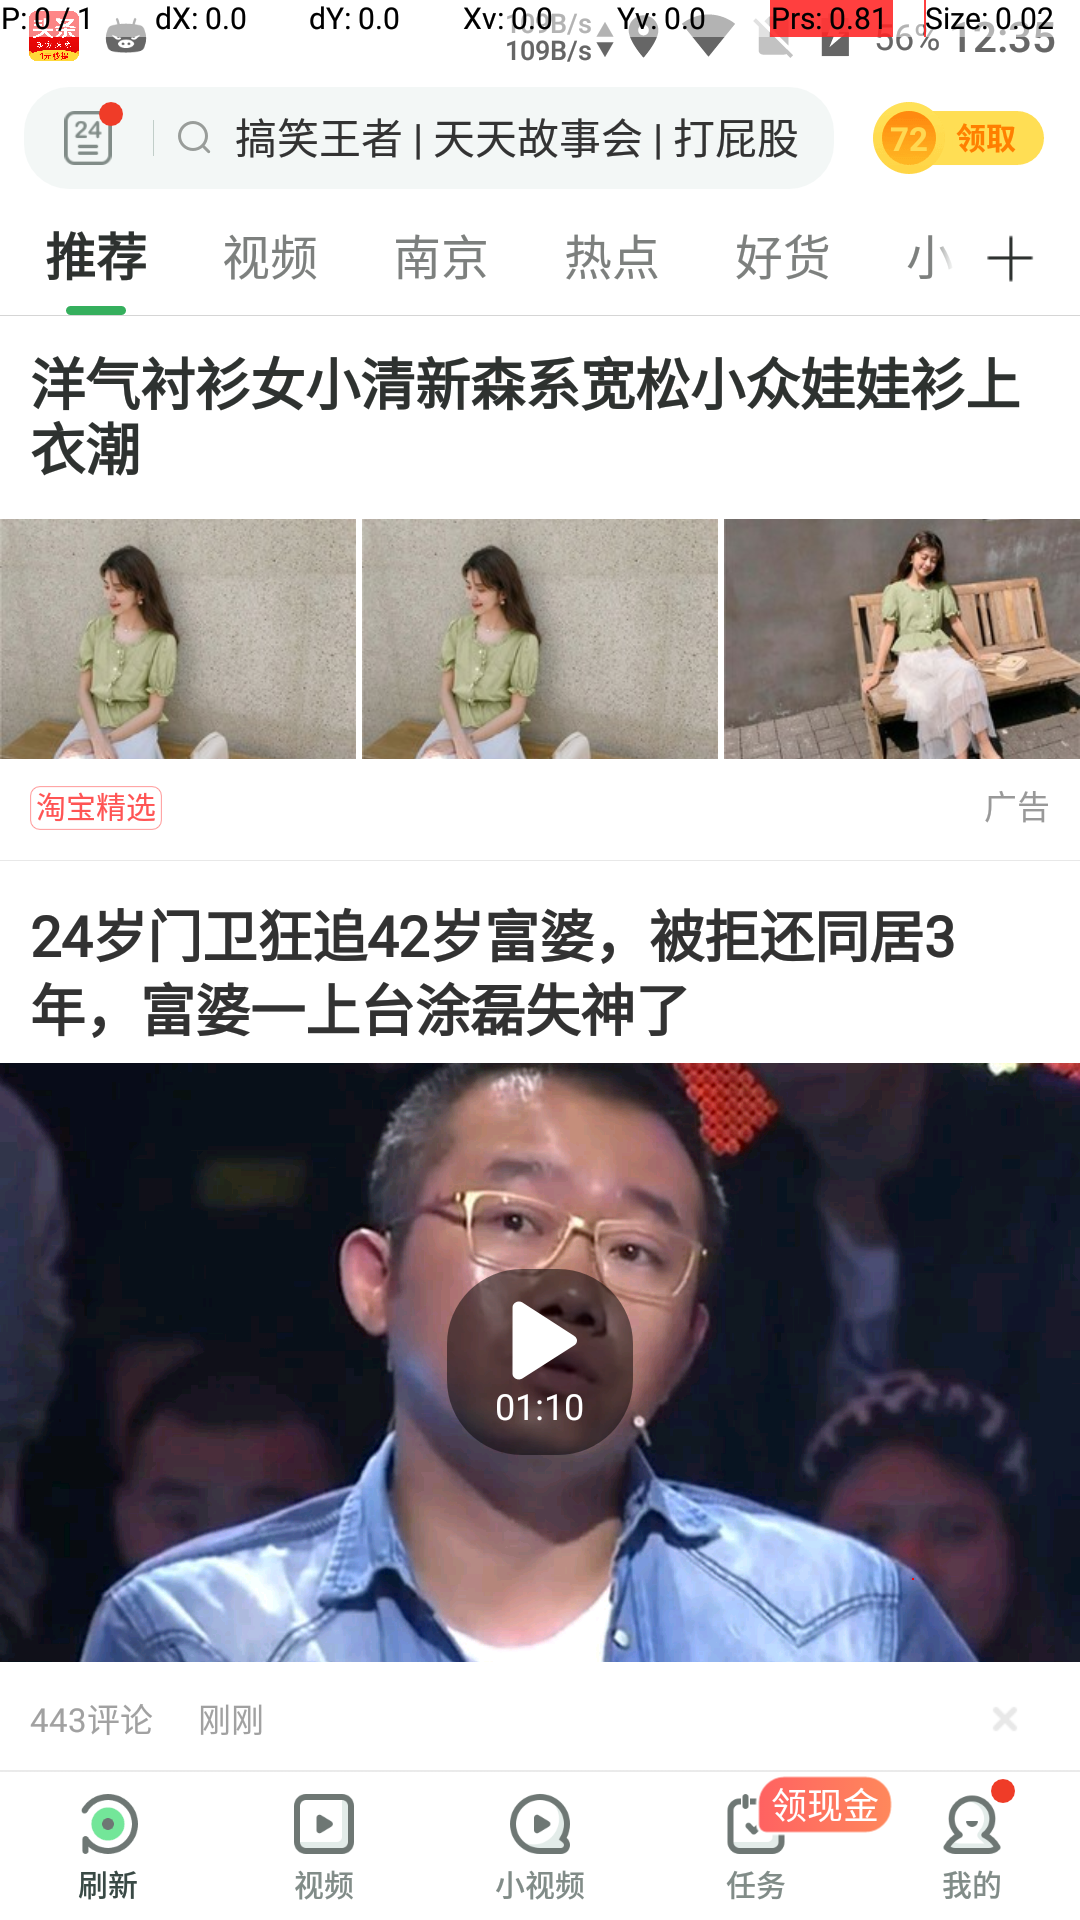 P: 0 / 1 dX: 0.0 dY: 0.0 Xv: 0.0 Yv: 0.0 Prs: 0.81 Size: 0.02
头条
109B/s
109B/s
56% 12:35
24 搞笑王者 | 天天故事会 | 打屁股 72 领取
推荐 视频 南京 热点 好货 小
洋气衬衫女小清新森系宽松小众娃娃衫上
衣潮
淘宝精选 广告
24岁门卫狂追42岁富婆，被拒还同居3
年，富婆一上台涂磊失神了
01:10
443评论 刚刚
领现金
刷新 视频 小视频 任务 我的